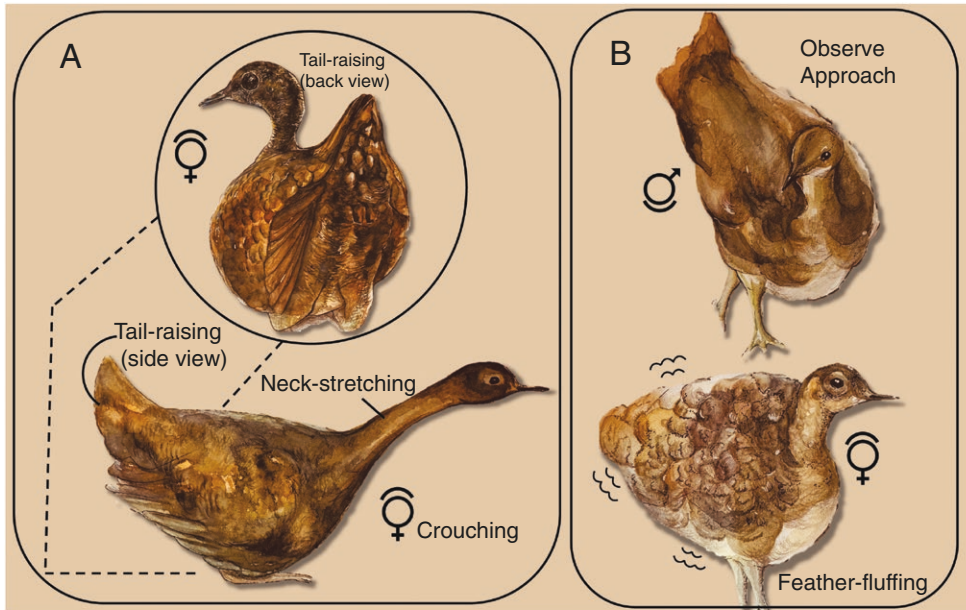 A
Tail-raising
(back view)
Tail-raising
(side view)
Neck-stretching
Crouching
B
Observe
Approach
Feather-fluffing